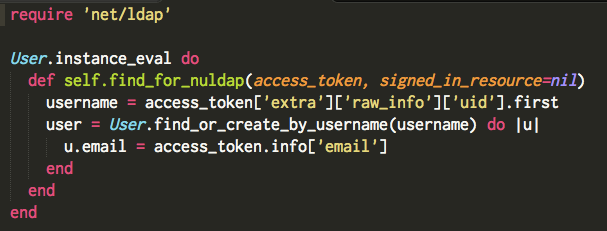 require 'net/ldap'
User.instance_eval do
def self.find_for_nuldap(access_token, signed_in_resource=nil)
username = access_token['extra']['raw_info']['uid'].first
user = User.find_or_create_by_username(username) do |u|
u.email = access_token.info['email']
end
end
end